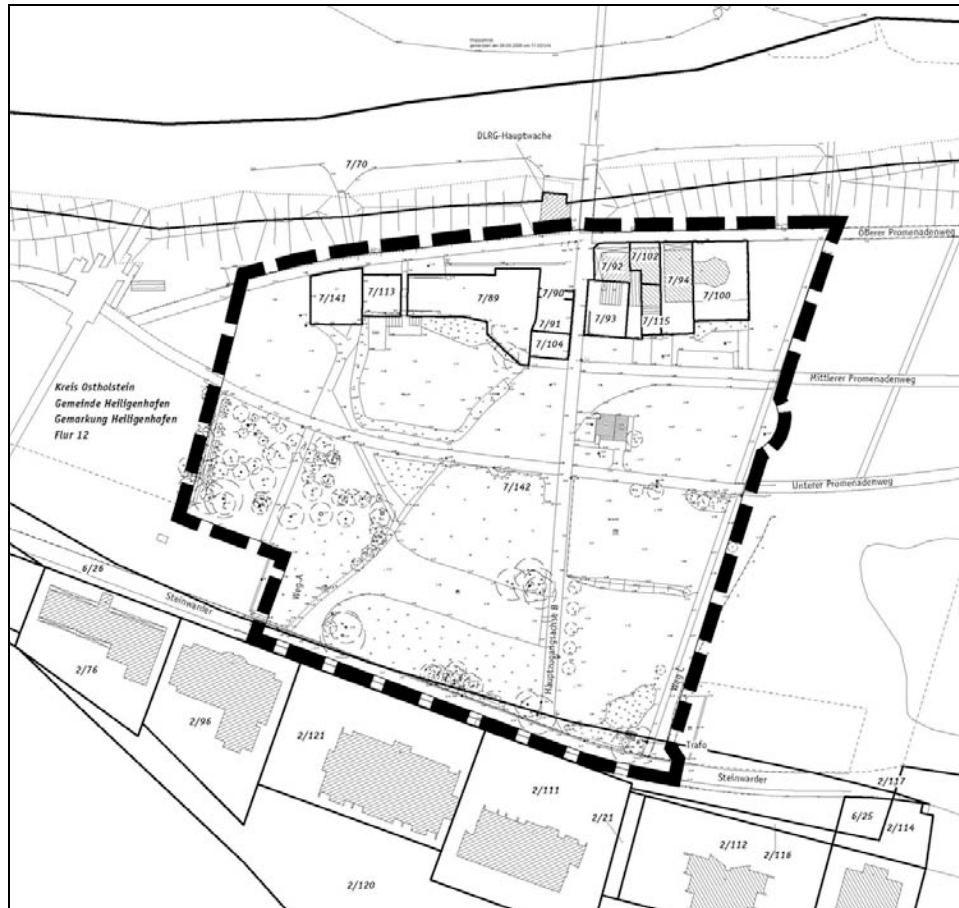 DLRG-Hauptwache
7/70
Oberer Promenadenweg
7/92
7/102
7/94
7/100
7/141
7/113
7/89
7/90
7/93
7/115
7/91
7/104
Mittlerer Promenadenweg
Kreis Ostholstein
Gemeinde Heiligenhafen
Gemarkung Heiligenhafen
Flur 12
7/142
Unterer Promenadenweg
6/26
Steinwarder
Weg A
Hauptzugangsachse B
Weg C
2/76
2/96
2/121
Trafo
Steinwarder
2/117
2/111
2/21
6/25
2/114
2/112
2/116
2/120